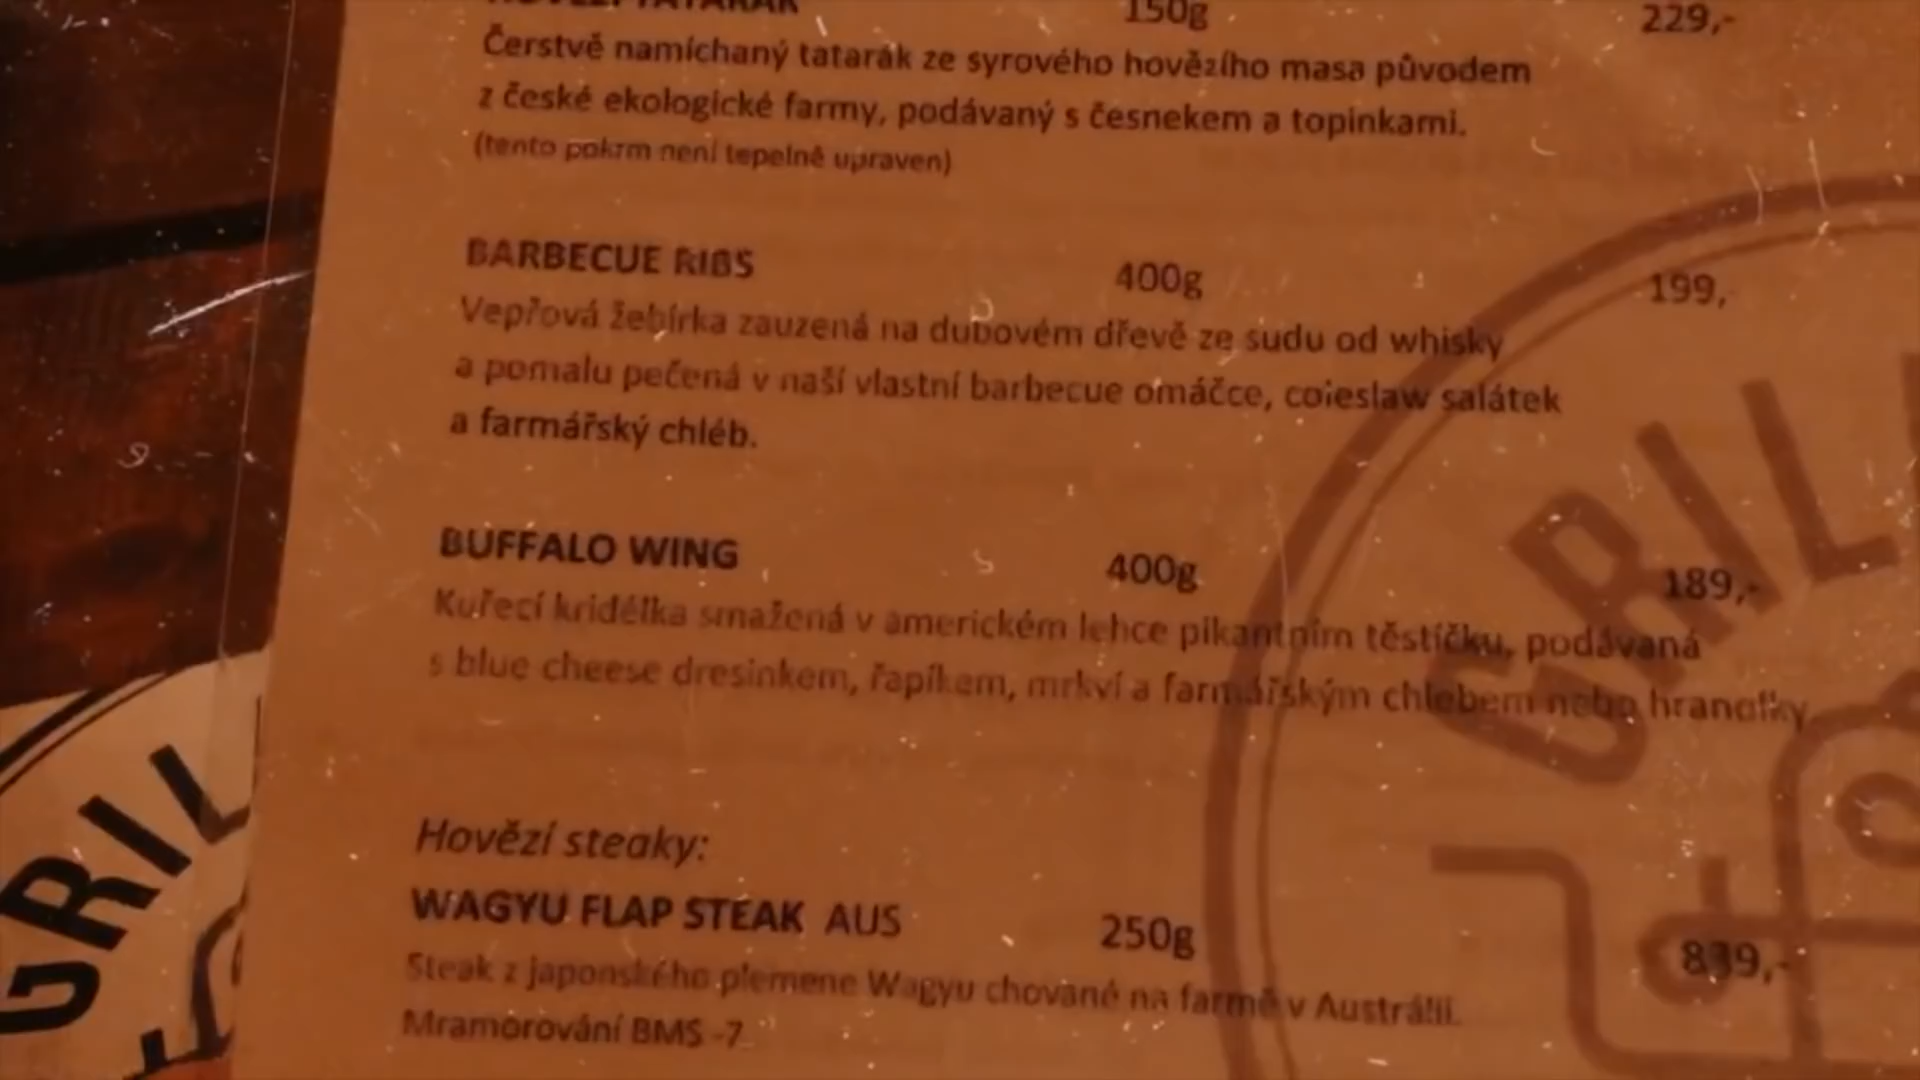 TATARÁK 150g 229,-
Čerstvě namíchaný tatarák ze syrového hovězího masa původem
z české ekologické farmy, podávaný s česnekem a topinkami.
(tento pokrm není tepelně upraven)
BARBECUE RIBS 400g 199,
Vepřová žebírka zauzená na dubovém dřevě ze sudu od whisky
a pomalu pečená v naší vlastní barbecue omáčce, coleslaw salátek
a farmářský chléb.
BUFFALO WING 400g 189,-
Kuřecí kridélka smažená v americkém lehce pikantním těstíčku, podávaná
s blue cheese dresinkem, řapíkem, mrkví a farmářským chlebem nebo hranolky
Hovězí steaky:
WAGYU FLAP STEAK AUS 250g
Steak z japonského plemene Wagyu chované na farmě v Austrálii.
Mramorování BMS -7
GRIL
GRIL